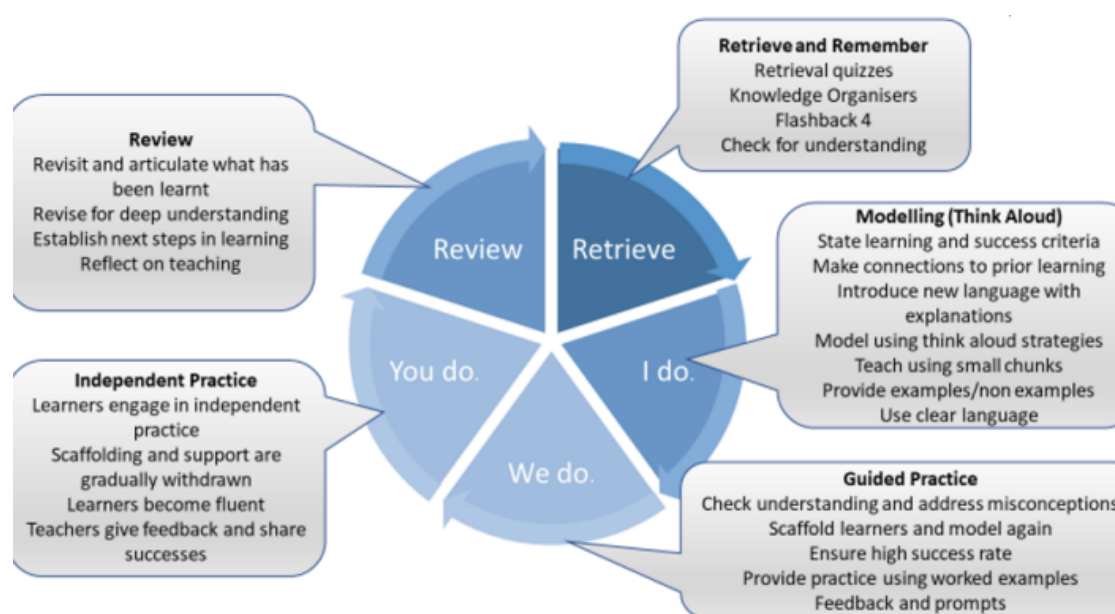 Retrieve and Remember
Retrieval quizzes
Knowledge Organisers
Flashback 4
Check for understanding
Review
Revisit and articulate what has
been learnt
Revise for deep understanding
Establish next steps in learning
Reflect on teaching
Modelling (Think Aloud)
State learning and success criteria
Make connections to prior learning
Introduce new language with
explanations
Model using think aloud strategies
Teach using small chunks
Provide examples/non examples
Use clear language
Review
Retrieve
You do.
I do.
We do.
Independent Practice
Learners engage in independent
practice
Scaffolding and support are
gradually withdrawn
Learners become fluent
Teachers give feedback and share
successes
Guided Practice
Check understanding and address misconceptions
Scaffold learners and model again
Ensure high success rate
Provide practice using worked examples
Feedback and prompts